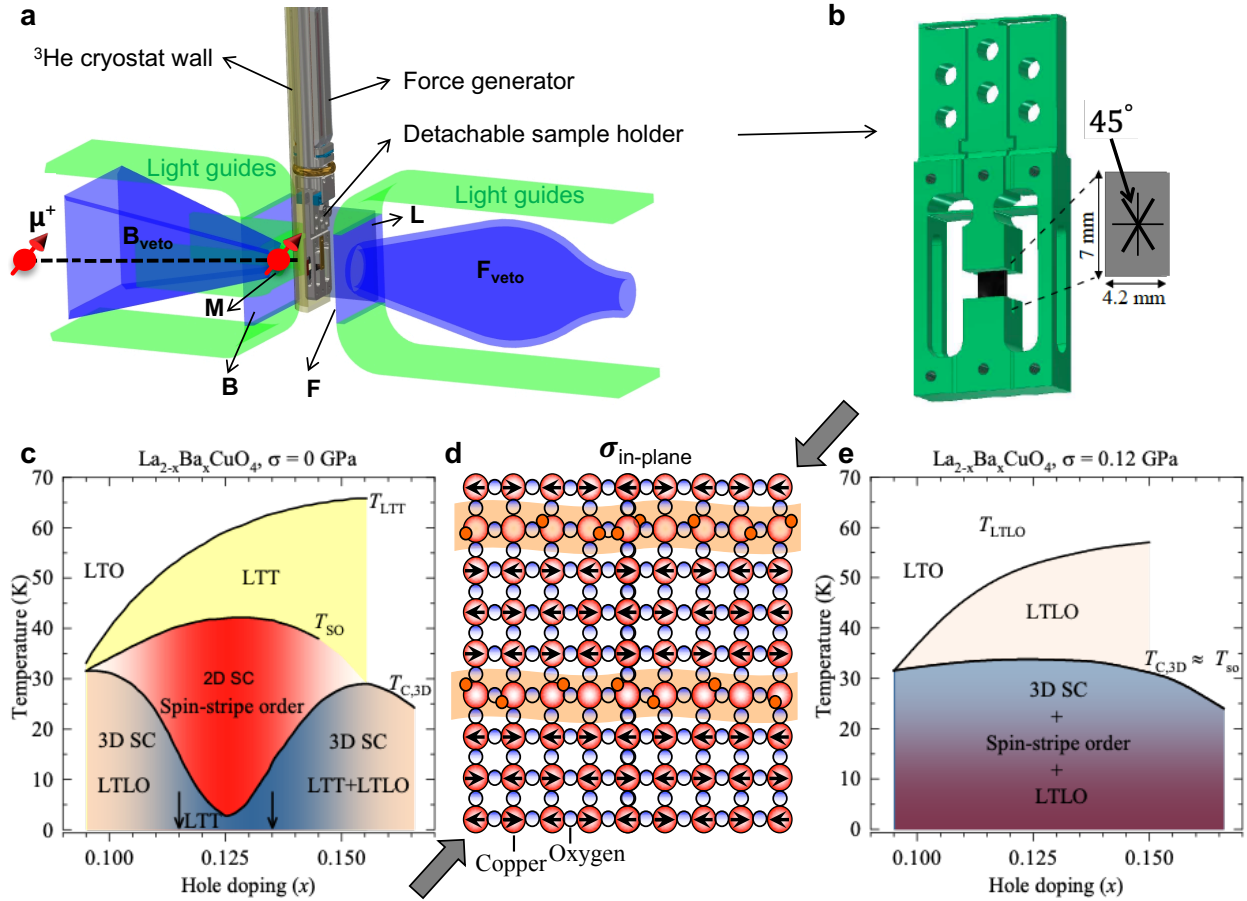 a
³He cryostat wall
Force generator
Detachable sample holder
Light guides
Light guides
μ⁺
B_veto
L
F_veto
M
B
F
b
45°
7 mm
4.2 mm
c
La₂₋ₓBaₓCuO₄, σ = 0 GPa
Temperature (K)
70
60
50
40
30
20
10
0
T_LTT
LTO
LTT
T_SO
2D SC
Spin-stripe order
T_C,3D
3D SC
LTLO
3D SC
LTT+LTLO
LTT
0.100
0.125
0.150
Hole doping (x)
d
σ_in-plane
Copper
Oxygen
e
La₂₋ₓBaₓCuO₄, σ = 0.12 GPa
Temperature (K)
70
60
50
40
30
20
10
0
T_LTLO
LTO
LTLO
T_C,3D ≈ T_so
3D SC
+
Spin-stripe order
+
LTLO
0.100
0.125
0.150
Hole doping (x)